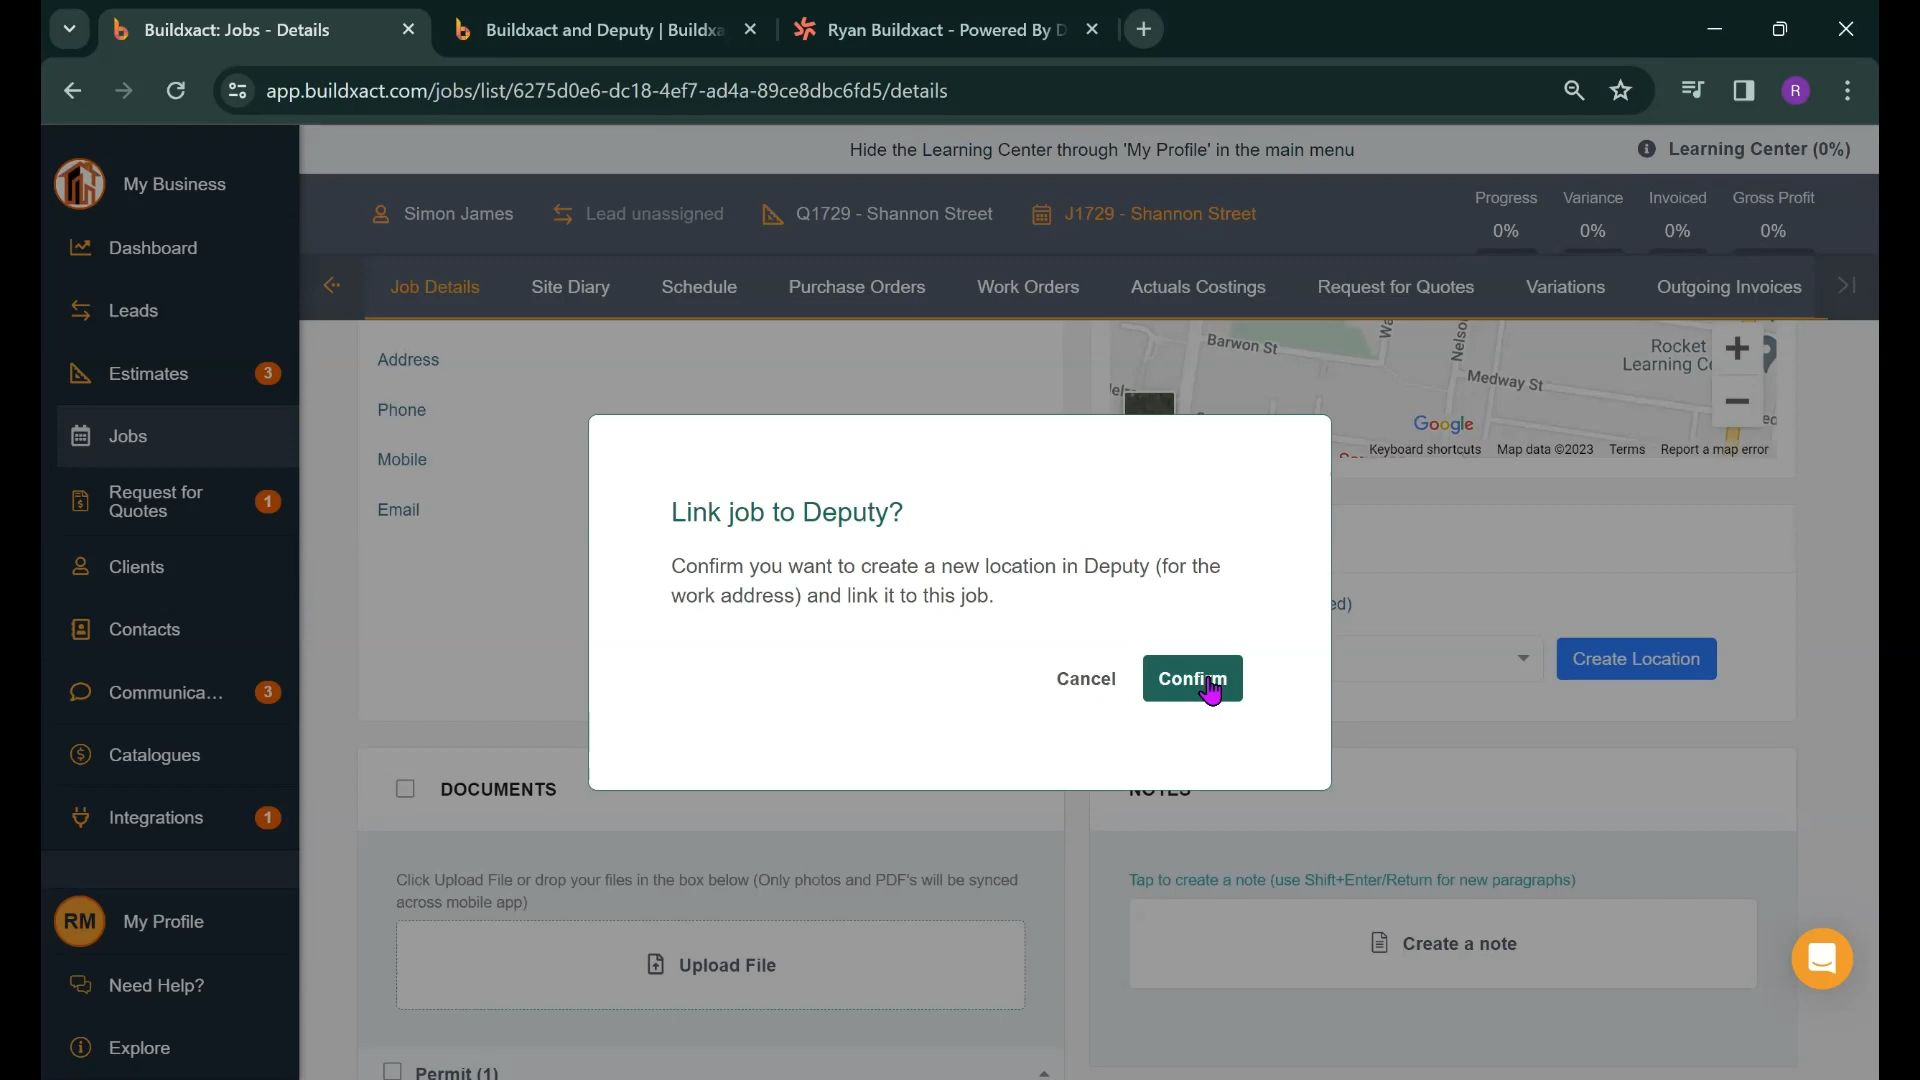 Buildxact: Jobs - Details
Buildxact and Deputy | Buildxa
Ryan Buildxact - Powered By D
app.buildxact.com/jobs/list/6275d0e6-dc18-4ef7-ad4a-89ce8dbc6fd5/details
R
Hide the Learning Center through 'My Profile' in the main menu
Learning Center (0%)
My Business
Simon James
Lead unassigned
Q1729 - Shannon Street
J1729 - Shannon Street
Progress
Variance
Invoiced
Gross Profit
0%
0%
0%
0%
Dashboard
Leads
Estimates
3
Jobs
Request for
Quotes
1
Clients
Contacts
Communica...
3
Catalogues
Integrations
1
RM
My Profile
Need Help?
Explore
Job Details
Site Diary
Schedule
Purchase Orders
Work Orders
Actuals Costings
Request for Quotes
Variations
Outgoing Invoices
Address
Phone
Mobile
Email
Barwon St
Medway St
Rocket
Google
Keyboard shortcuts
Map data ©2023
Terms
Report a map error
Link job to Deputy?
Confirm you want to create a new location in Deputy (for the
work address) and link it to this job.
Cancel
Confirm
ed)
Create Location
DOCUMENTS
NOTES
Click Upload File or drop your files in the box below (Only photos and PDF's will be synced
across mobile app)
Upload File
Tap to create a note (use Shift+Enter/Return for new paragraphs)
Create a note
Permit (1)